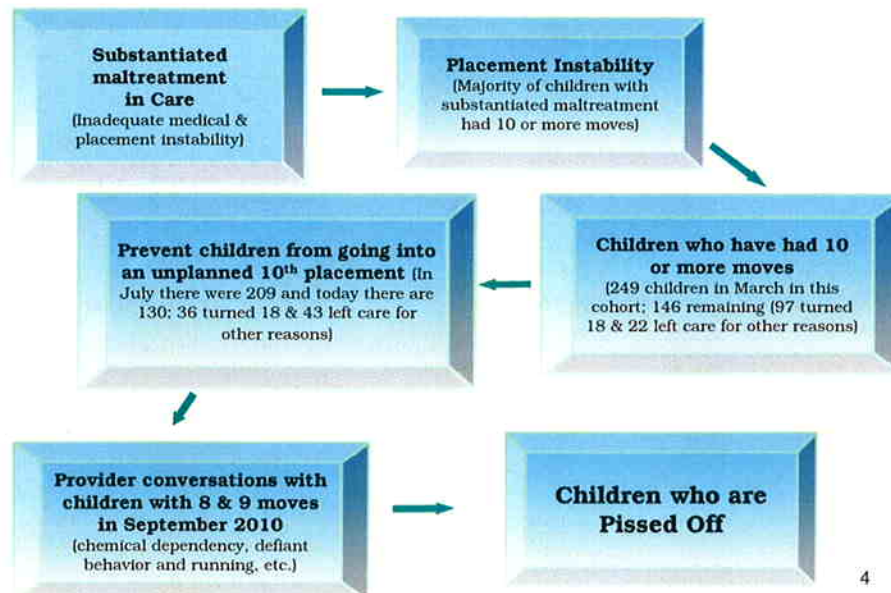 Substantiated
maltreatment
in Care
(Inadequate medical &
placement instability)
Placement Instability
(Majority of children with
substantiated maltreatment
had 10 or more moves)
Children who have had 10
or more moves
(249 children in March in this
cohort; 146 remaining (97 turned
18 & 22 left care for other reasons)
Prevent children from going into
an unplanned 10th placement (In
July there were 209 and today there are
130; 36 turned 18 & 43 left care for
other reasons)
Provider conversations with
children with 8 & 9 moves
in September 2010
(chemical dependency, defiant
behavior and running, etc.)
Children who are
Pissed Off
4